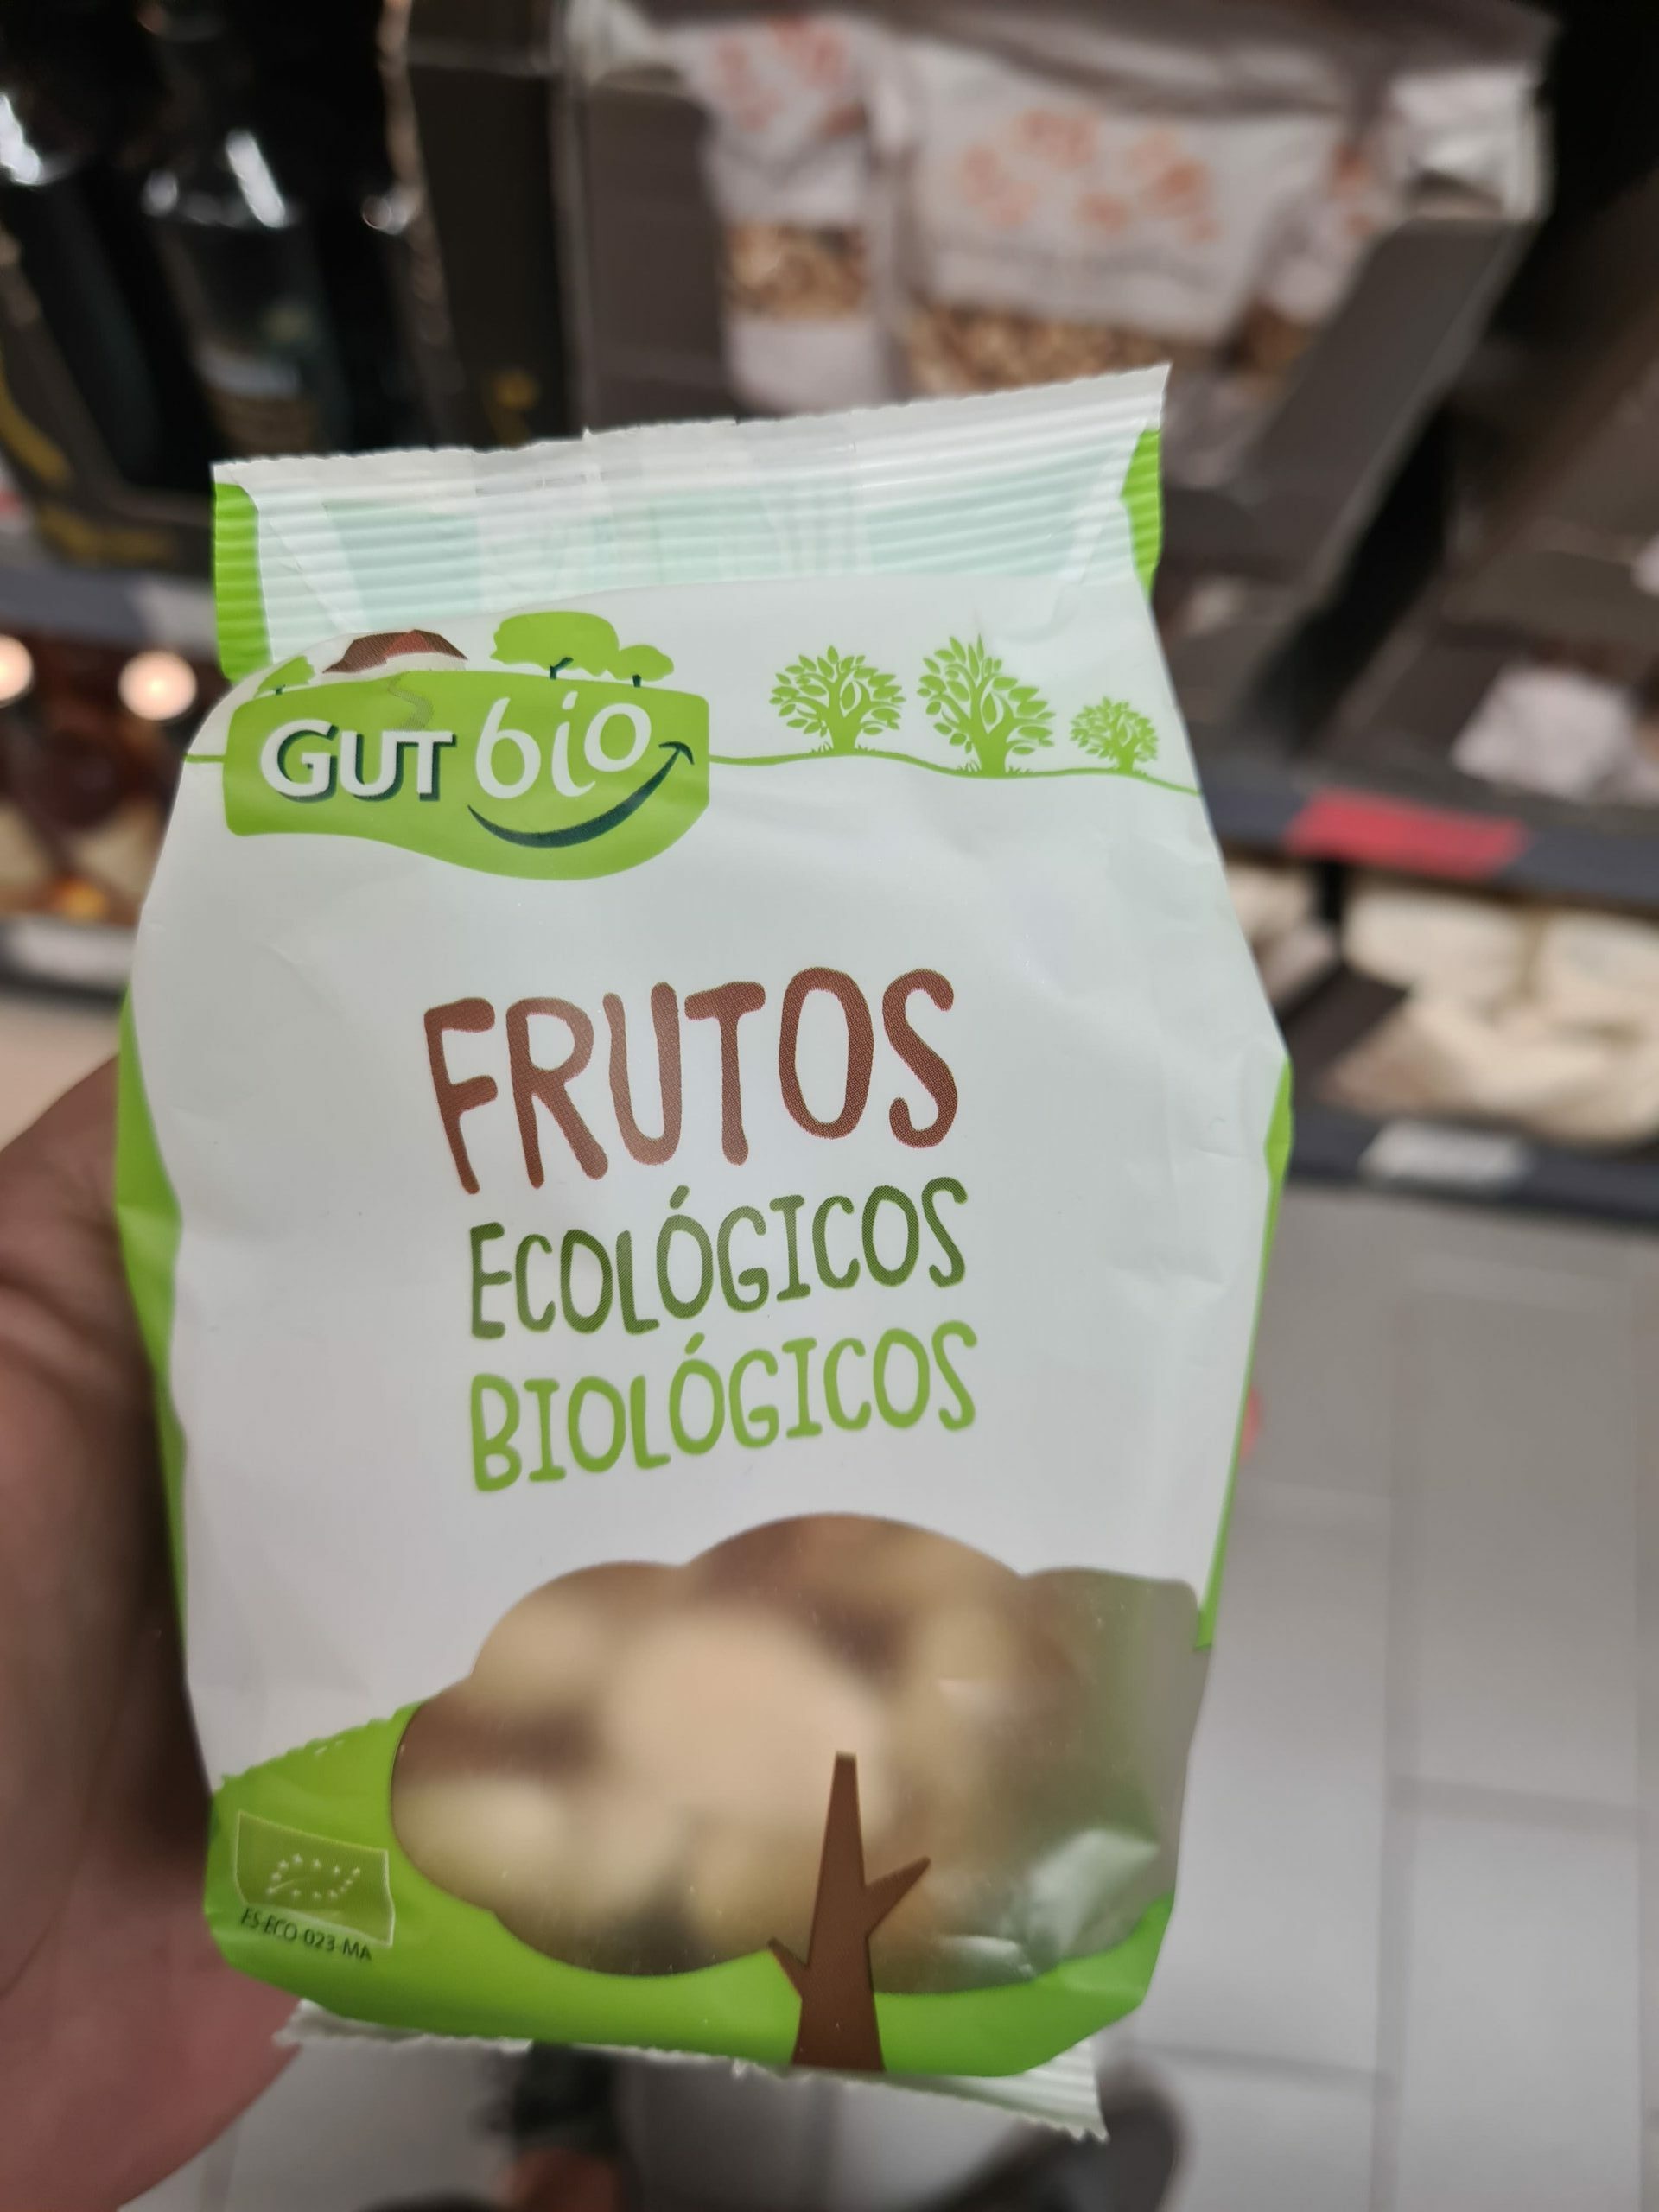 GUT bio
FRUTOS
ECOLÓGICOS
BIOLÓGICOS
ES-ECO-023-MA